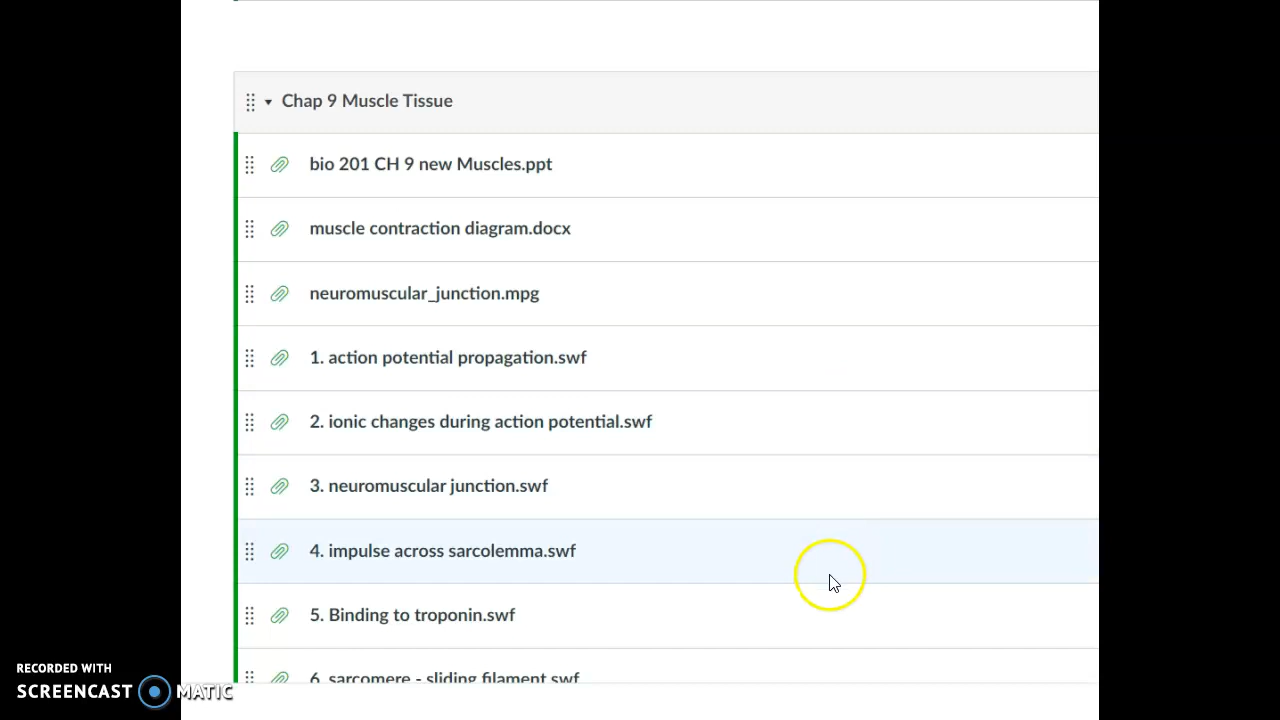 Chap 9 Muscle Tissue
bio 201 CH 9 new Muscles.ppt
muscle contraction diagram.docx
neuromuscular_junction.mpg
1. action potential propagation.swf
2. ionic changes during action potential.swf
3. neuromuscular junction.swf
4. impulse across sarcolemma.swf
5. Binding to troponin.swf
6. sarcomere - sliding filament.swf
RECORDED WITH
SCREENCAST MATIC